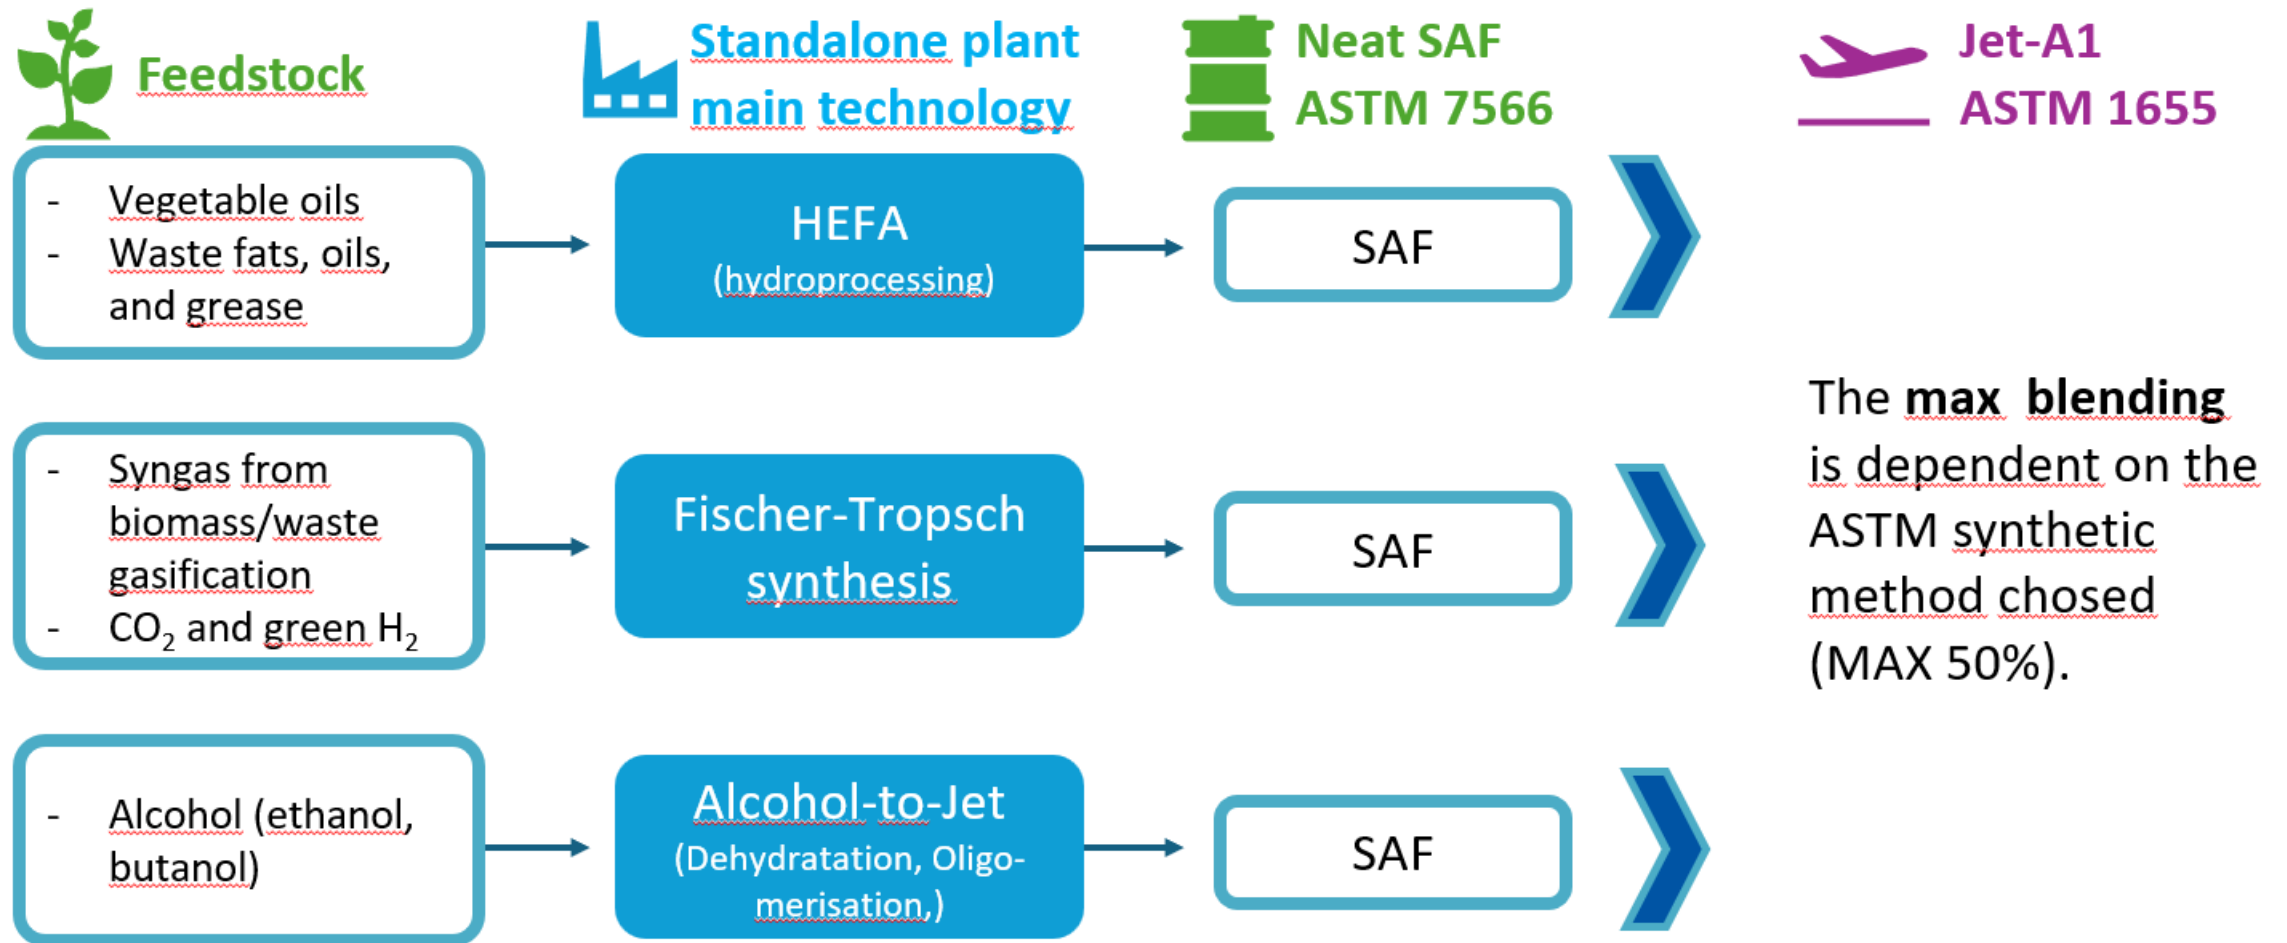 Feedstock
Standalone plant
main technology
Neat SAF
ASTM 7566
Jet-A1
ASTM 1655
- Vegetable oils
- Waste fats, oils,
and grease
HEFA
(hydroprocessing)
SAF
- Syngas from
biomass/waste
gasification
- CO₂ and green H₂
Fischer-Tropsch
synthesis
SAF
- Alcohol (ethanol,
butanol)
Alcohol-to-Jet
(Dehydratation, Oligo-
merisation,)
SAF
The max blending
is dependent on the
ASTM synthetic
method chosed
(MAX 50%).